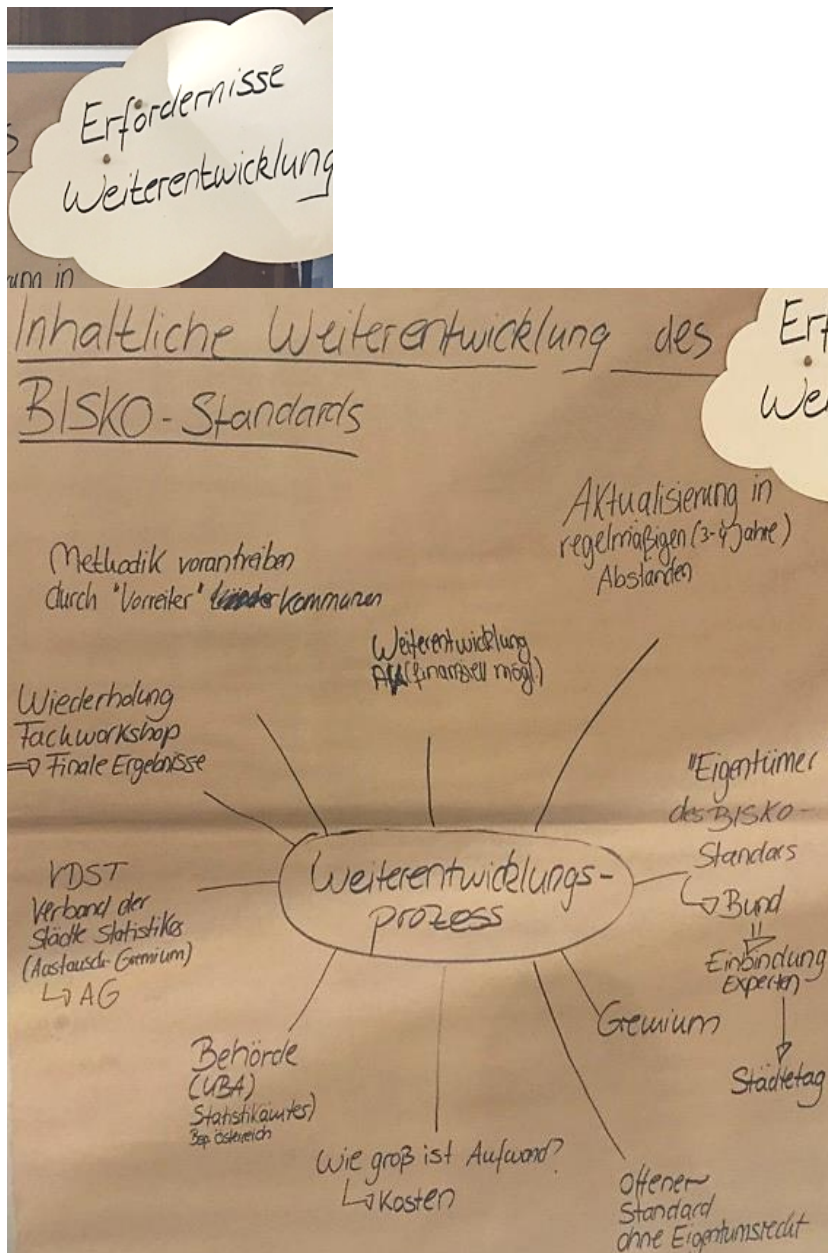 Erfordernisse
Weiterentwicklung
rung in
Inhaltliche Weiterentwicklung des
BISKO-Standards
Erf
Wei
Aktualisierung in
regelmäßigen (3-4 Jahre)
Abständen
Methodik vorantreiben
durch "Vorreiter" Kommunen
Weiterentwicklung
(finanziell mögl.)
Wiederholung
Fachworkshop
⇒ Finale Ergebnisse
"Eigentümer
des BISKO-
Standars
↳ Bund
⇓
Einbindung
Experten
↓
Städtetag
Weiterentwicklungs-
prozess
VDST
Verband der
Städte Statistiker
(Austausch-Gremium)
↳ AG
Gremium
Behörde
(UBA)
Statistikämter)
Bsp. Österreich
Wie groß ist Aufwand?
↳ Kosten
Offener
Standard
ohne Eigentumsrecht